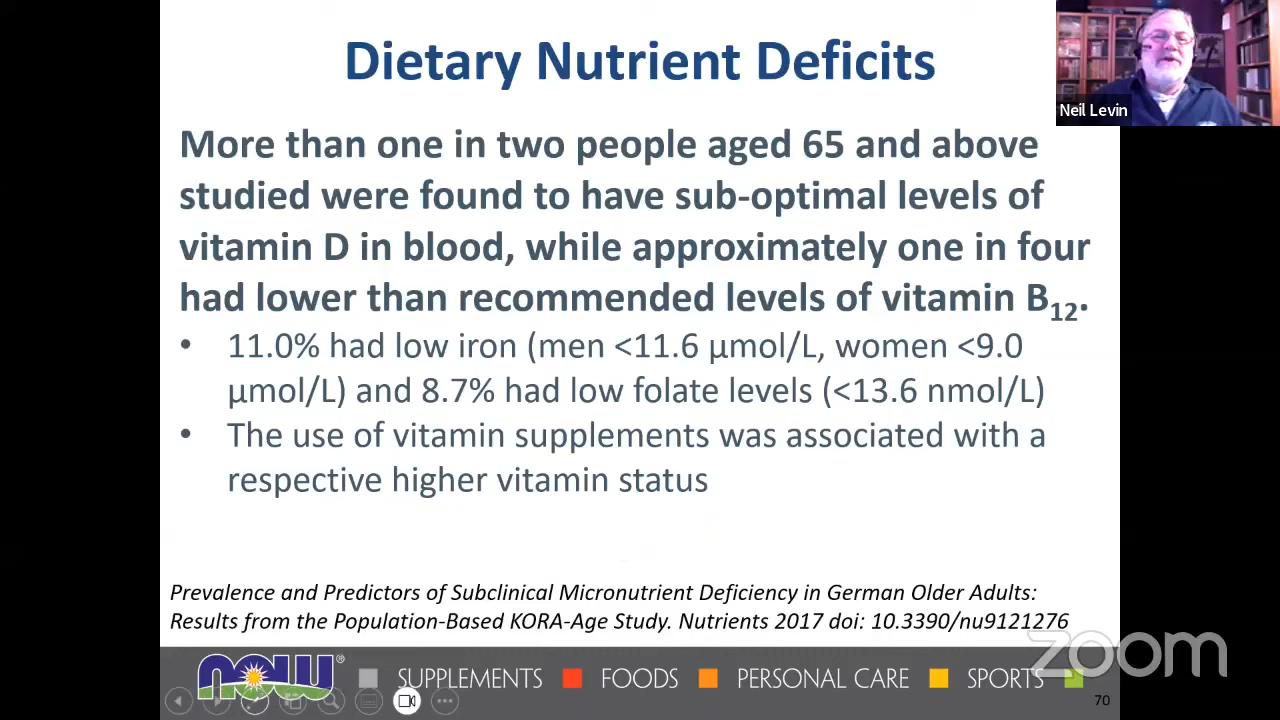 Dietary Nutrient Deficits
Neil Levin
More than one in two people aged 65 and above
studied were found to have sub-optimal levels of
vitamin D in blood, while approximately one in four
had lower than recommended levels of vitamin B12.
• 11.0% had low iron (men <11.6 µmol/L, women <9.0
µmol/L) and 8.7% had low folate levels (<13.6 nmol/L)
• The use of vitamin supplements was associated with a
respective higher vitamin status
Prevalence and Predictors of Subclinical Micronutrient Deficiency in German Older Adults:
Results from the Population-Based KORA-Age Study. Nutrients 2017 doi: 10.3390/nu9121276
NOW® SUPPLEMENTS FOODS PERSONAL CARE SPORTS
zoom
70